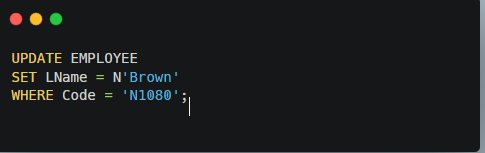 UPDATE EMPLOYEE
SET LName = N'Brown'
WHERE Code = 'N1080';